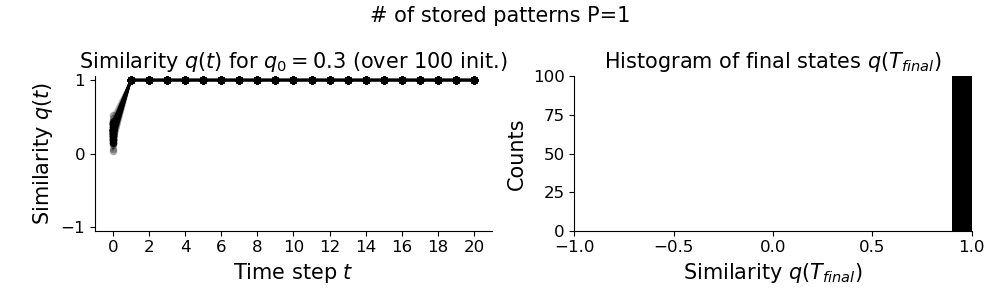 # of stored patterns P=1
Similarity q(t) for q₀ = 0.3 (over 100 init.)
1
0
−1
Similarity q(t)
0 2 4 6 8 10 12 14 16 18 20
Time step t
Histogram of final states q(T_final)
100
75
50
25
0
Counts
−1.0 −0.5 0.0 0.5 1.0
Similarity q(T_final)